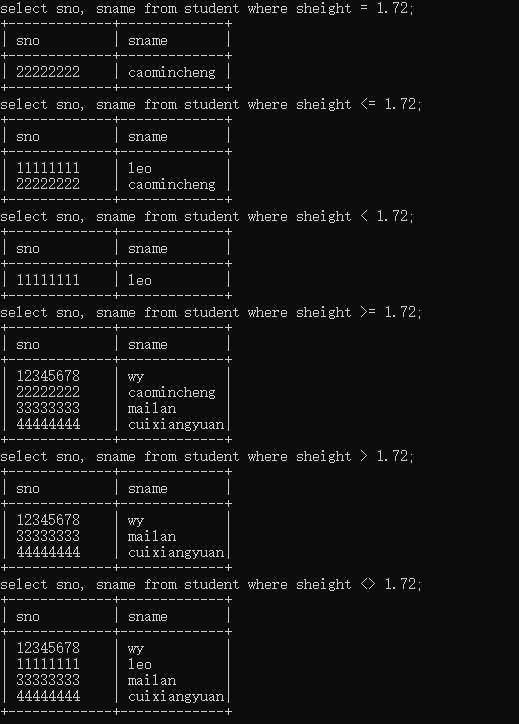 select sno, sname from student where sheight = 1.72;
+-------------+-------------+
| sno         | sname       |
+-------------+-------------+
| 22222222    | caomincheng |
+-------------+-------------+
select sno, sname from student where sheight <= 1.72;
+-------------+-------------+
| sno         | sname       |
+-------------+-------------+
| 11111111    | leo         |
| 22222222    | caomincheng |
+-------------+-------------+
select sno, sname from student where sheight < 1.72;
+-------------+-------------+
| sno         | sname       |
+-------------+-------------+
| 11111111    | leo         |
+-------------+-------------+
select sno, sname from student where sheight >= 1.72;
+-------------+-------------+
| sno         | sname       |
+-------------+-------------+
| 12345678    | wy          |
| 22222222    | caomincheng |
| 33333333    | mailan      |
| 44444444    | cuixiangyuan|
+-------------+-------------+
select sno, sname from student where sheight > 1.72;
+-------------+-------------+
| sno         | sname       |
+-------------+-------------+
| 12345678    | wy          |
| 33333333    | mailan      |
| 44444444    | cuixiangyuan|
+-------------+-------------+
select sno, sname from student where sheight <> 1.72;
+-------------+-------------+
| sno         | sname       |
+-------------+-------------+
| 12345678    | wy          |
| 11111111    | leo         |
| 33333333    | mailan      |
| 44444444    | cuixiangyuan|
+-------------+-------------+